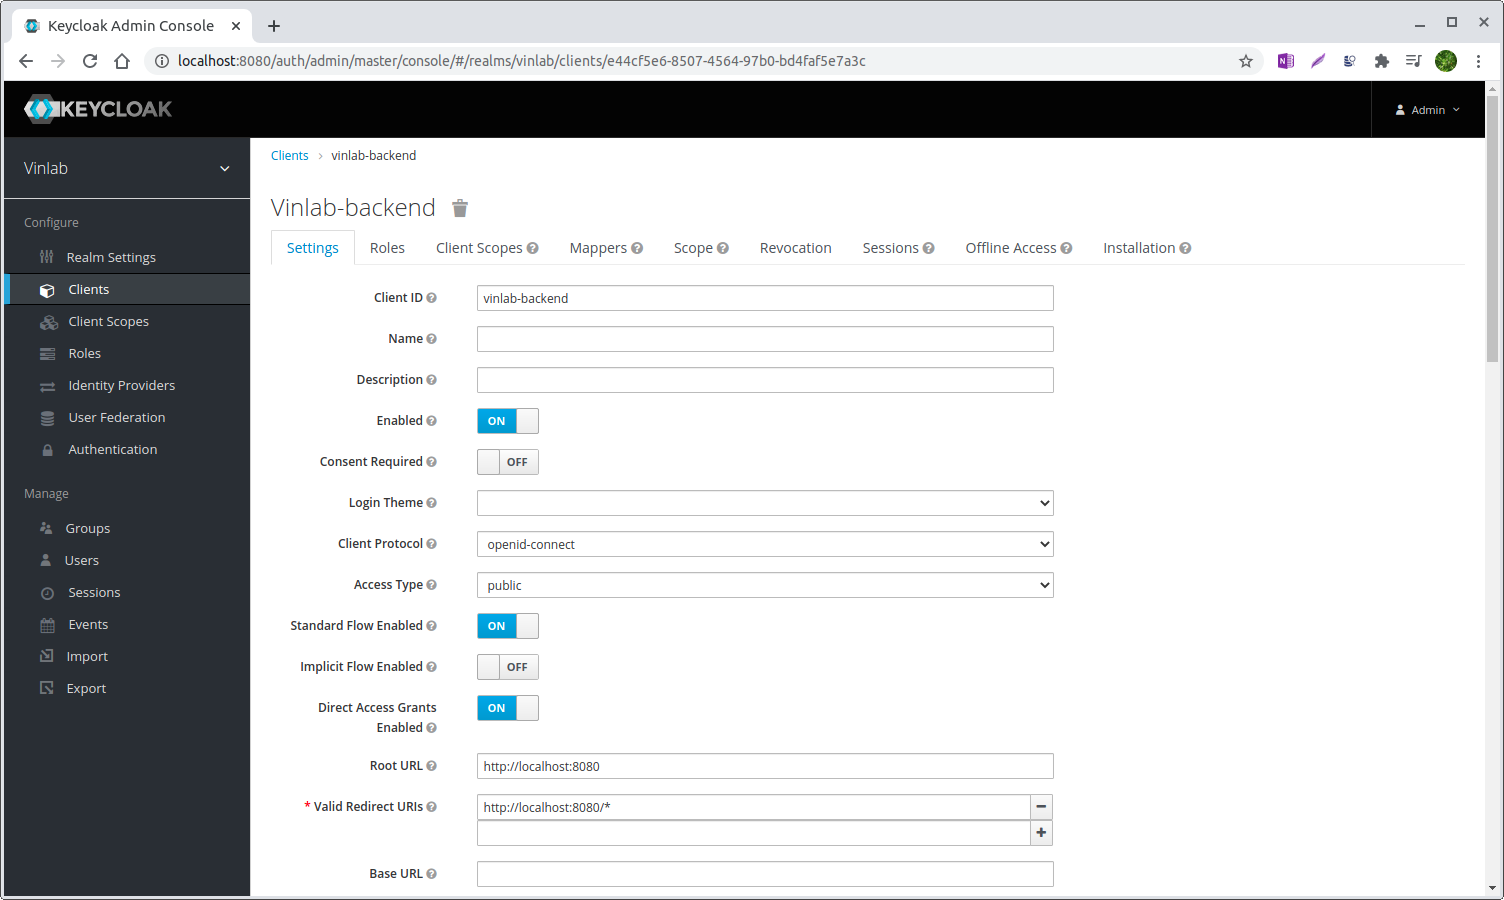 Keycloak Admin Console
localhost:8080/auth/admin/master/console/#/realms/vinlab/clients/e44cf5e6-8507-4564-97b0-bd4faf5e7a3c
KEYCLOAK
Admin
Vinlab
Configure
Realm Settings
Clients
Client Scopes
Roles
Identity Providers
User Federation
Authentication
Manage
Groups
Users
Sessions
Events
Import
Export
Clients > vinlab-backend
Vinlab-backend
Settings Roles Client Scopes Mappers Scope Revocation Sessions Offline Access Installation
Client ID vinlab-backend
Name
Description
Enabled ON
Consent Required OFF
Login Theme
Client Protocol openid-connect
Access Type public
Standard Flow Enabled ON
Implicit Flow Enabled OFF
Direct Access Grants ON
Enabled
Root URL http://localhost:8080
* Valid Redirect URIs http://localhost:8080/*
Base URL